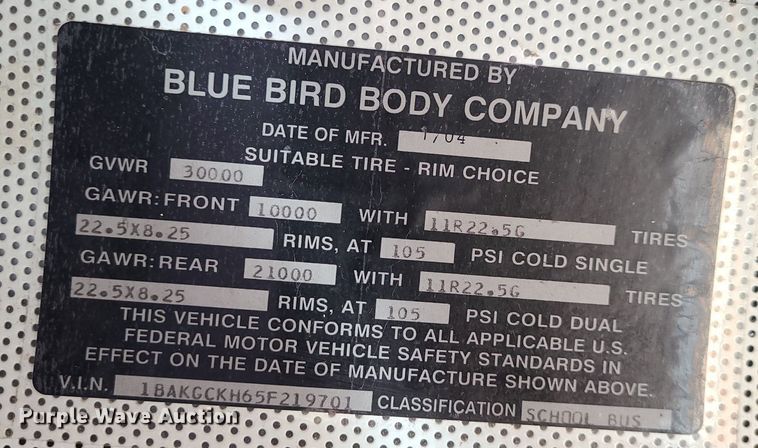 MANUFACTURED BY
BLUE BIRD BODY COMPANY
DATE OF MFR. 1/04
SUITABLE TIRE - RIM CHOICE
GVWR 30000
GAWR: FRONT 10000 WITH 11R22.5G TIRES
22.5X8.25 RIMS, AT 105 PSI COLD SINGLE
GAWR: REAR 21000 WITH 11R22.5G TIRES
22.5X8.25 RIMS, AT 105 PSI COLD DUAL
THIS VEHICLE CONFORMS TO ALL APPLICABLE U.S.
FEDERAL MOTOR VEHICLE SAFETY STANDARDS IN
EFFECT ON THE DATE OF MANUFACTURE SHOWN ABOVE.
V.I.N. 1BAKGCKH65F219701 CLASSIFICATION SCHOOL BUS
Purple Wave Auction